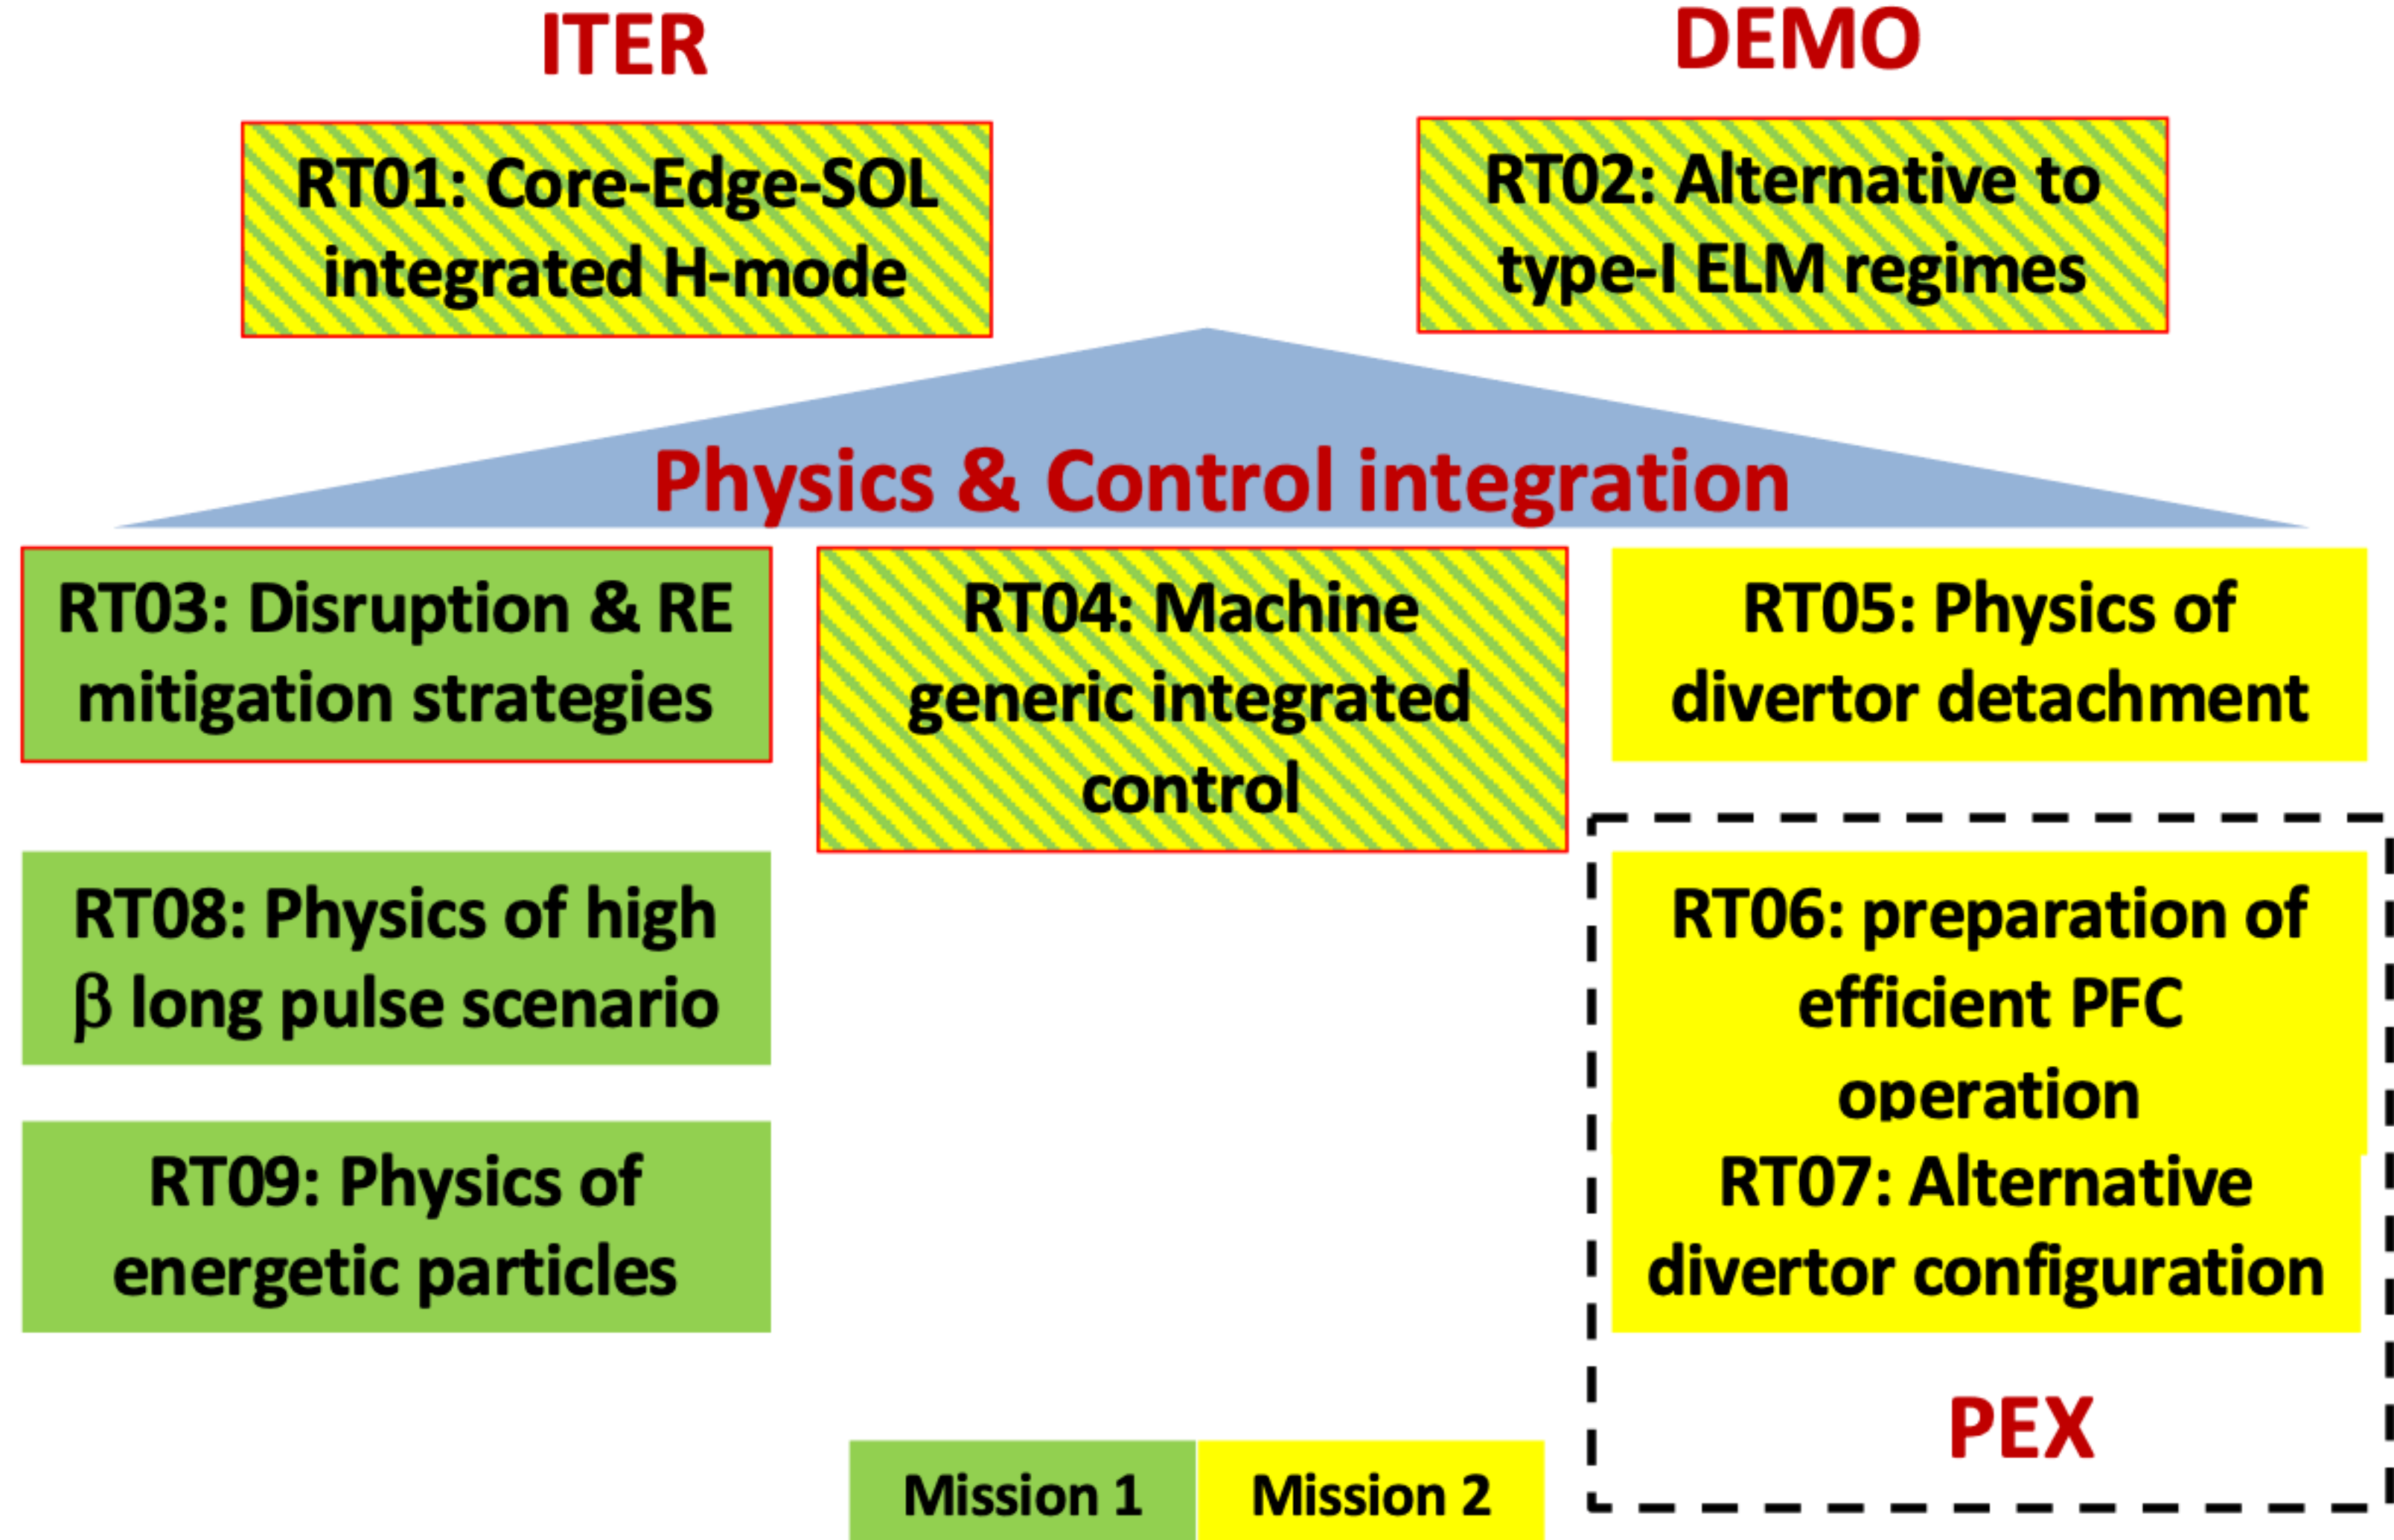 ITER
DEMO
RT01: Core-Edge-SOL
integrated H-mode
RT02: Alternative to
type-I ELM regimes
Physics & Control integration
RT03: Disruption & RE
mitigation strategies
RT04: Machine
generic integrated
control
RT05: Physics of
divertor detachment
RT08: Physics of high
β long pulse scenario
RT06: preparation of
efficient PFC
operation
RT09: Physics of
energetic particles
RT07: Alternative
divertor configuration
PEX
Mission 1
Mission 2